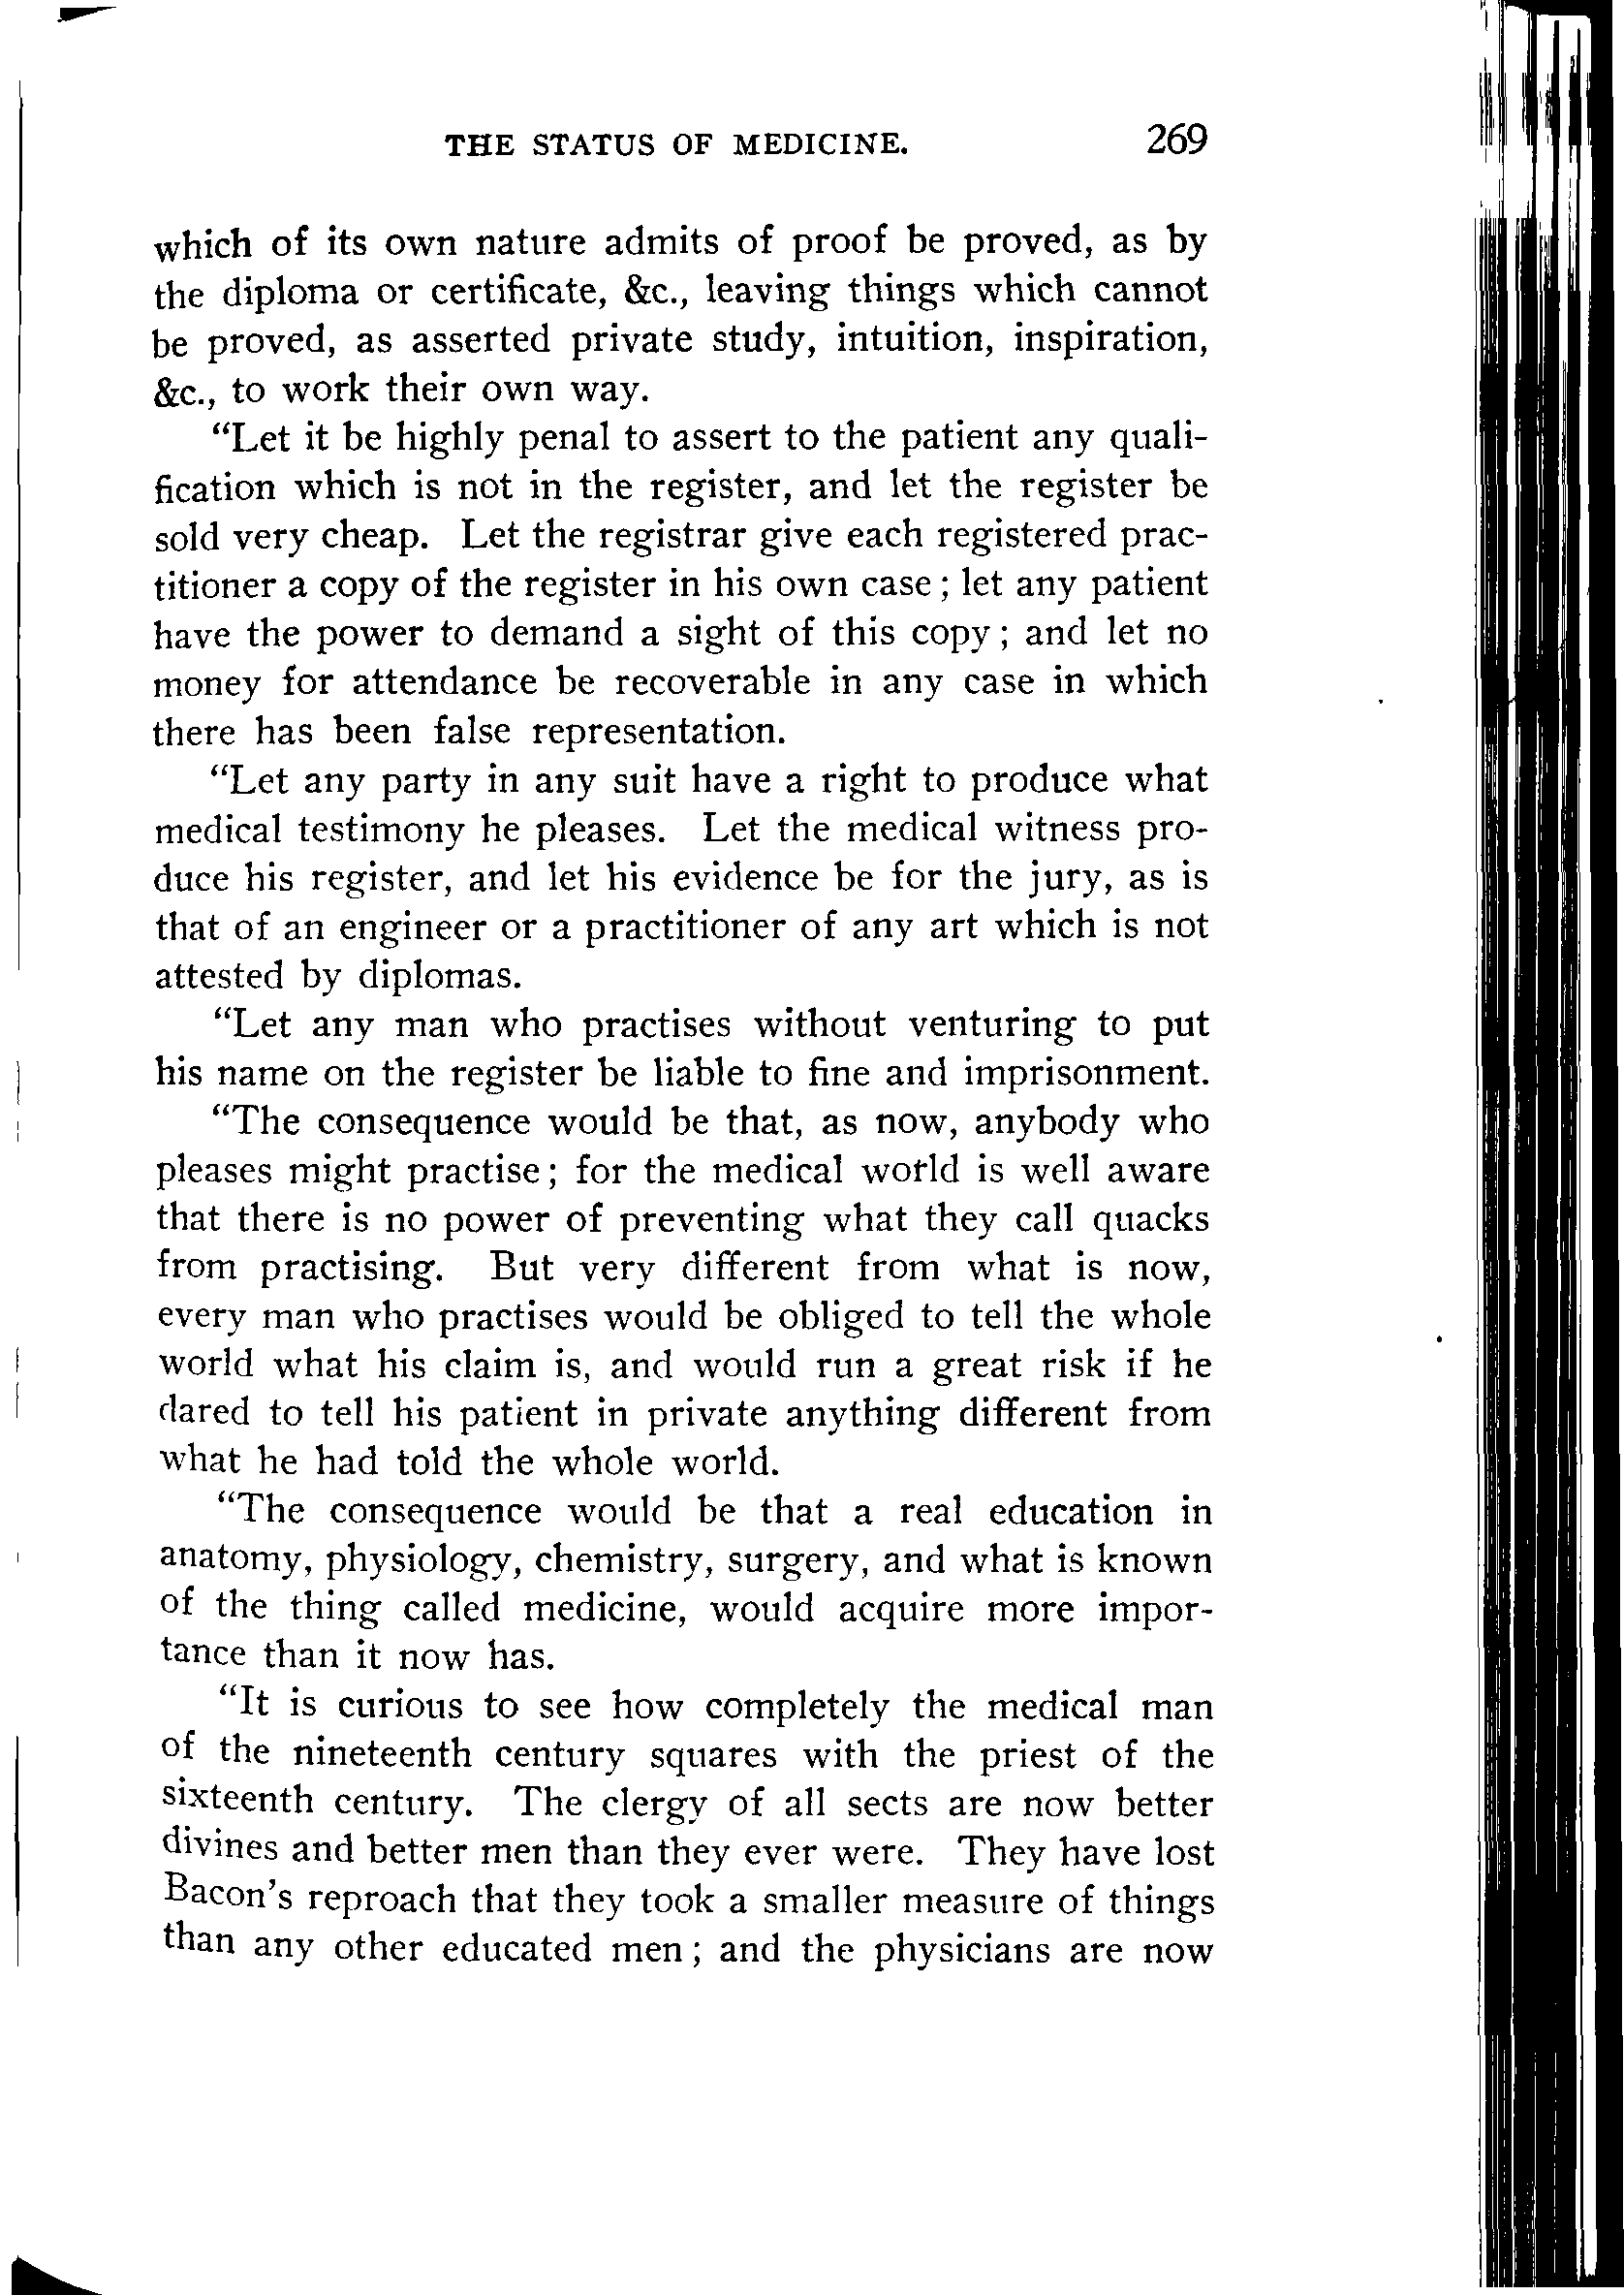 THE STATUS OF MEDICINE. 269
which of its own nature admits of proof be proved, as by
the diploma or certificate, &c., leaving things which cannot
be proved, as asserted private study, intuition, inspiration,
&c., to work their own way.
“Let it be highly penal to assert to the patient any quali-
fication which is not in the register, and let the register be
sold very cheap. Let the registrar give each registered prac-
titioner a copy of the register in his own case; let any patient
have the power to demand a sight of this copy; and let no
money for attendance be recoverable in any case in which
there has been false representation.
“Let any party in any suit have a right to produce what
medical testimony he pleases. Let the medical witness pro-
duce his register, and let his evidence be for the jury, as is
that of an engineer or a practitioner of any art which is not
attested by diplomas.
“Let any man who practises without venturing to put
his name on the register be liable to fine and imprisonment.
“The consequence would be that, as now, anybody who
pleases might practise; for the medical world is well aware
that there is no power of preventing what they call quacks
from practising. But very different from what is now,
every man who practises would be obliged to tell the whole
world what his claim is, and would run a great risk if he
dared to tell his patient in private anything different from
what he had told the whole world.
“The consequence would be that a real education in
anatomy, physiology, chemistry, surgery, and what is known
of the thing called medicine, would acquire more impor-
tance than it now has.
“It is curious to see how completely the medical man
of the nineteenth century squares with the priest of the
sixteenth century. The clergy of all sects are now better
divines and better men than they ever were. They have lost
Bacon’s reproach that they took a smaller measure of things
than any other educated men; and the physicians are now